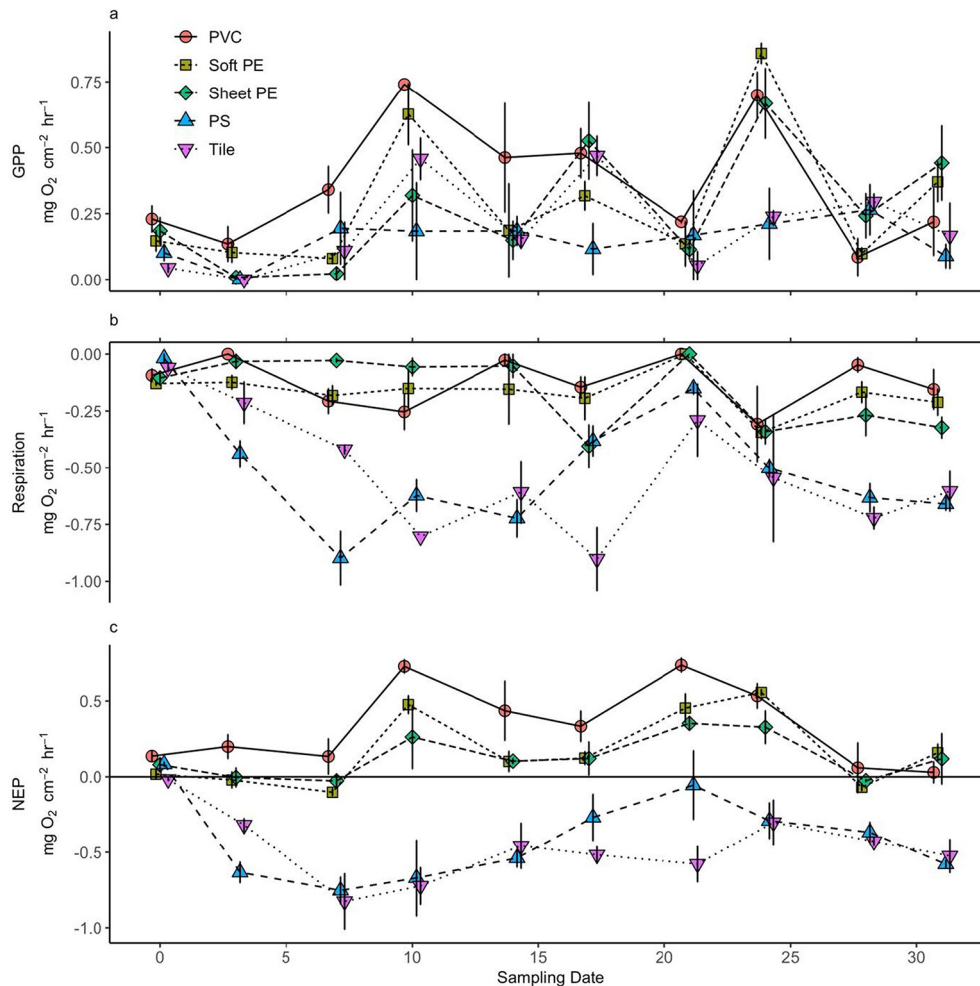 a
PVC
Soft PE
Sheet PE
PS
Tile
GPP
mg O₂ cm⁻² hr⁻¹
0.75
0.50
0.25
0.00
b
Respiration
mg O₂ cm⁻² hr⁻¹
0.00
-0.25
-0.50
-0.75
-1.00
c
NEP
mg O₂ cm⁻² hr⁻¹
0.5
0.0
-0.5
-1.0
0 5 10 15 20 25 30
Sampling Date